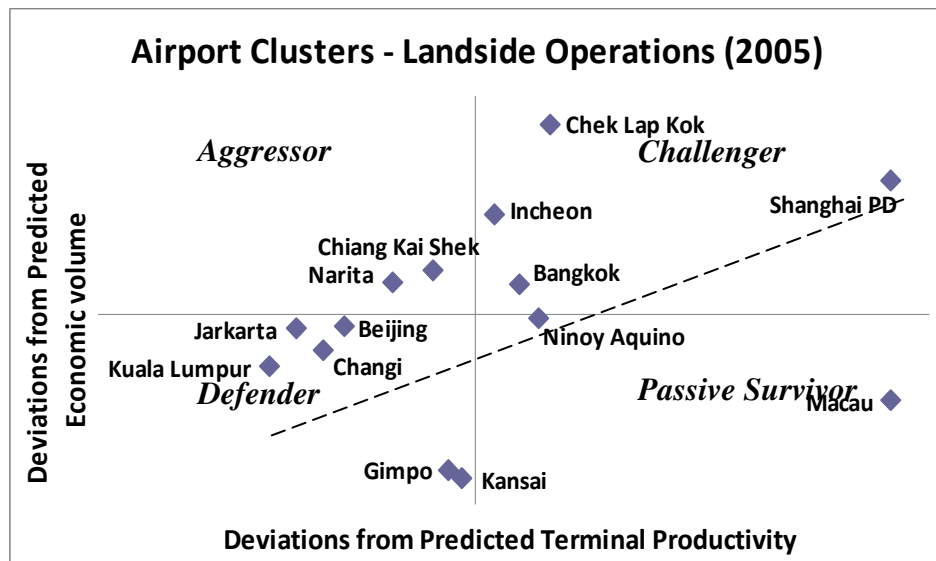 Airport Clusters - Landside Operations (2005)
Chek Lap Kok
Aggressor
Challenger
Shanghai PD
Incheon
Chiang Kai Shek
Narita
Bangkok
Jarkarta
Beijing
Ninoy Aquino
Changi
Kuala Lumpur
Defender
Passive Survivor
Macau
Gimpo
Kansai
Deviations from Predicted
Economic volume
Deviations from Predicted Terminal Productivity